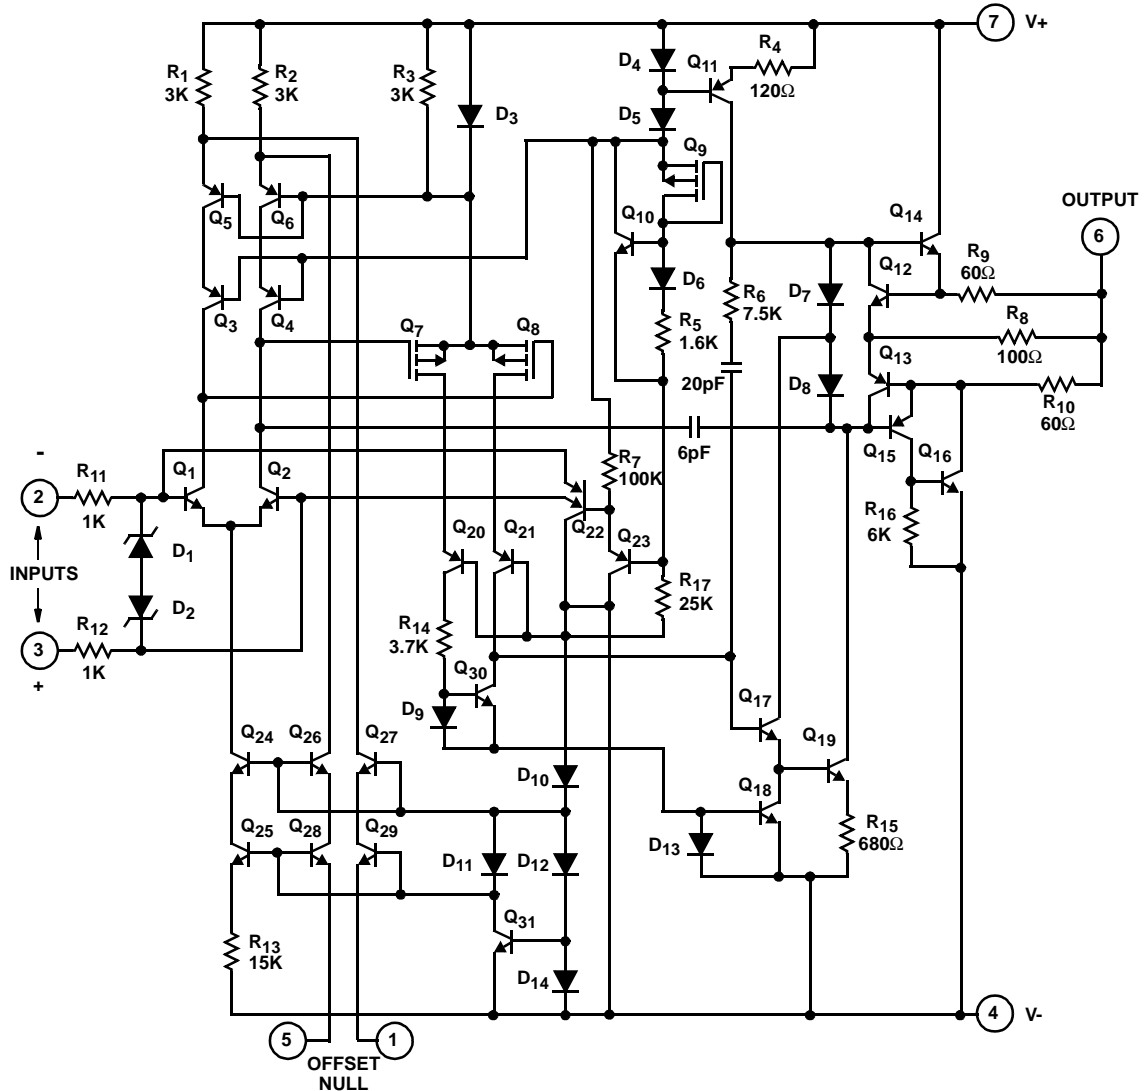 7 V+
R1
3K
R2
3K
R3
3K
D3
D4
Q11
R4
120Ω
D5
Q9
Q5
Q6
Q10
Q14
OUTPUT
6
Q3
Q4
D6
R6
7.5K
D7
Q12
R9
60Ω
Q7
Q8
R5
1.6K
R8
100Ω
20pF
D8
Q13
R10
60Ω
6pF
Q15
Q16
-
2
R11
1K
Q1
Q2
R7
100K
Q22
R16
6K
INPUTS
D1
D2
Q20
Q21
Q23
R17
25K
3
+
R12
1K
R14
3.7K
Q30
D9
Q17
Q19
Q24
Q26
Q27
D10
Q18
Q25
Q28
Q29
D11
D12
D13
R15
680Ω
Q31
R13
15K
D14
4 V-
5
1
OFFSET
NULL